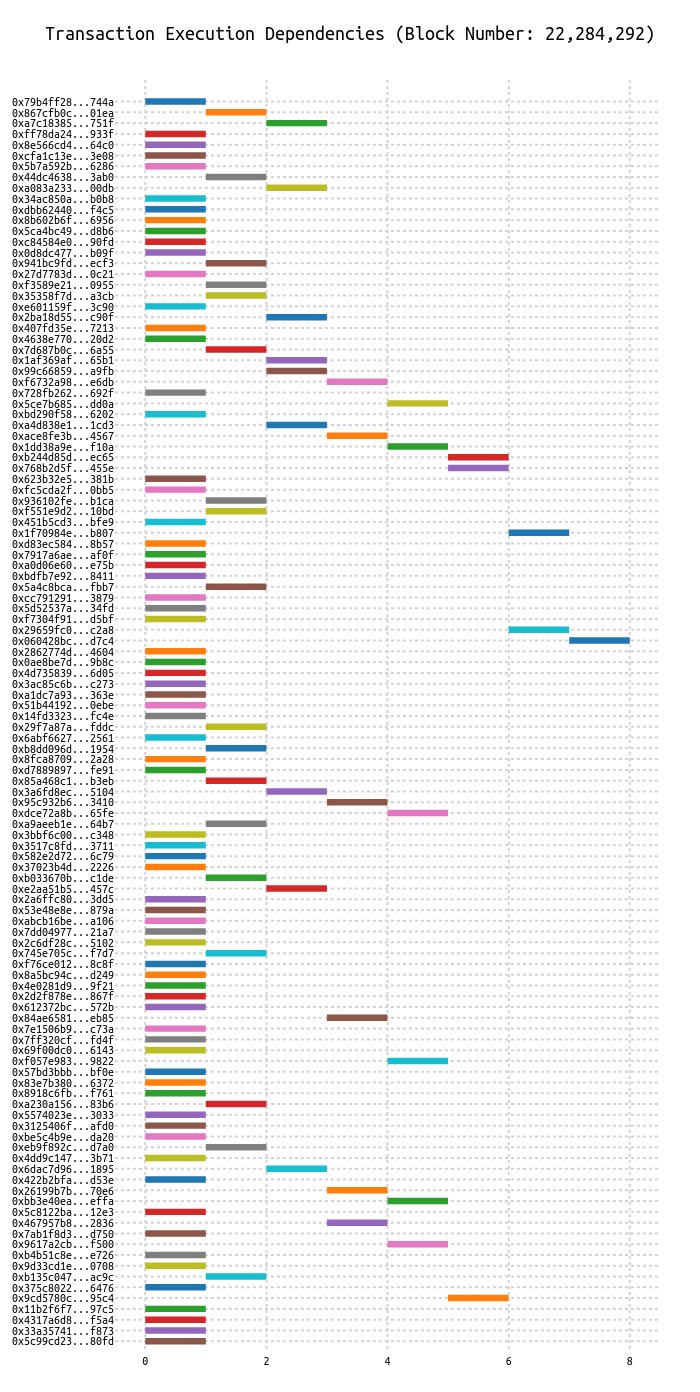 Transaction Execution Dependencies (Block Number: 22,284,292)
0x79b4ff28...744a
0x867cfb0c...01ea
0xa7c18385...751f
0xff78da24...933f
0x8e566cd4...64c0
0xcfa1c13e...3e08
0x5b7a592b...6286
0x44dc4638...3ab0
0xa083a233...00db
0x34ac850a...b0b8
0xdbb62440...f4c5
0x8b602b6f...6956
0x5ca4bc49...d8b6
0xc84584e0...90fd
0x0d8dc477...b09f
0x941bc9fd...ecf3
0x27d7783d...0c21
0xf3589e21...0955
0x35358f7d...a3cb
0xe601159f...3c90
0x2ba18d55...c90f
0x407fd35e...7213
0x4638e770...20d2
0x7d687b0c...6a55
0x1af369af...65b1
0x99c66859...a9fb
0xf6732a98...e6db
0x728fb262...692f
0x5ce7b685...dd0a
0xbd290f58...6202
0xa4d838e1...1cd3
0xace8fe3b...4567
0x1dd38a9e...f10a
0xb244d85d...ec65
0x768b2d5f...455e
0x623b32e5...381b
0xfc5cda2f...0bb5
0x936102fe...b1ca
0xf551e9d2...10bd
0x451b5cd3...bfe9
0x1f70984e...b807
0xd83ec584...8b57
0x7917a6ae...af0f
0xa0d06e60...e75b
0xbdfb7e92...8411
0x5a4c8bca...fbb7
0xcc791291...3879
0x5d52537a...34fd
0xf7304f91...d5bf
0x29659fc0...c2a8
0x060428bc...d7c4
0x2862774d...4604
0x0ae8be7d...9b8c
0x4d735839...6d05
0x3ac85c6b...c273
0xa1dc7a93...363e
0x51b44192...0ebe
0x14fd3323...fc4e
0x29f7a87a...fddc
0x6abf6627...2561
0xb8dd096d...1954
0x8fca8709...2a28
0xd7889897...fe91
0x85a468c1...b3eb
0x3a6fd8ec...5104
0x95c932b6...3410
0xdce72a8b...65fe
0xa9aeeb1e...64b7
0x3bbf6c00...c348
0x3517c8fd...3711
0x582e2d72...6c79
0x37023b4d...2226
0xb033670b...c1de
0xe2aa51b5...457c
0x2a6ffc80...3dd5
0x53e48e8e...879a
0xabcb16be...a106
0x7dd04977...21a7
0x2c6df28c...5102
0x745e705c...f7d7
0xf76ce012...8c8f
0x8a5bc94c...d249
0x4e0281d9...9f21
0x2d2f878e...867f
0x612372bc...572b
0x84ae6581...eb85
0x7e1506b9...c73a
0x7ff320cf...fd4f
0x69f00dc0...6143
0xf057e983...9822
0x57bd3bbb...bf0e
0x83e7b380...6372
0x8918c6fb...f761
0xa230a156...83b6
0x5574023e...3033
0x3125406f...afd0
0xbe5c4b9e...da20
0xeb9f892c...d7a0
0x4dd9c147...3b71
0x6dac7d96...1895
0x422b2bfa...d53e
0x26199b7b...70e6
0xbb3e40ea...effa
0x5c8122ba...12e3
0x467957b8...2836
0x7ab1f8d3...d750
0x9617a2cb...f500
0xb4b51c8e...e726
0x9d33cd1e...0708
0xb135c047...ac9c
0x375c8022...6476
0x9cd5780c...95c4
0x11b2f6f7...97c5
0x4317a6d8...f5a4
0x33a35741...f873
0x5c99cd23...80fd
0 2 4 6 8